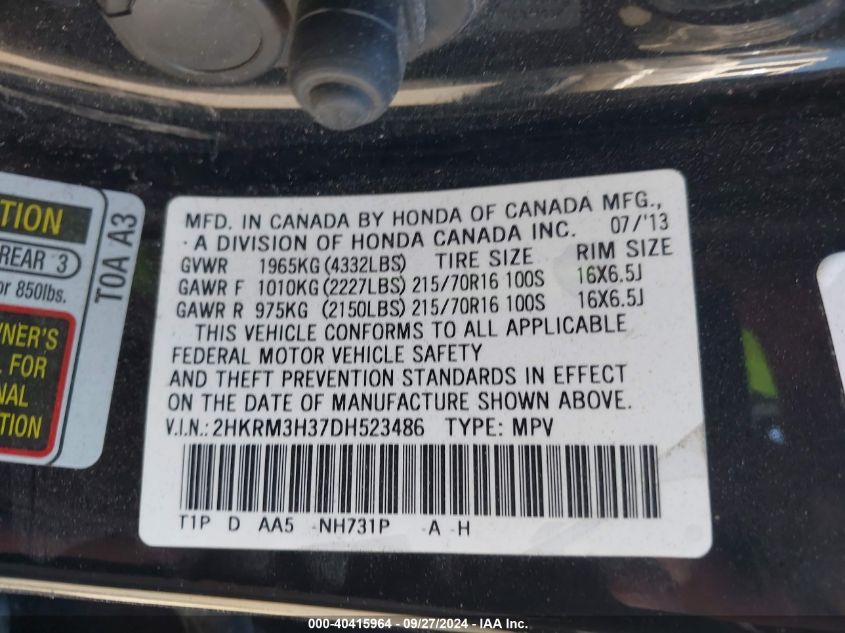 TION
REAR 3
or 850lbs.
WNER'S
FOR
NAL
TION
T0A A3
MFD. IN CANADA BY HONDA OF CANADA MFG.,
A DIVISION OF HONDA CANADA INC. 07/'13
GVWR 1965KG (4332LBS) TIRE SIZE RIM SIZE
GAWR F 1010KG (2227LBS) 215/70R16 100S 16X6.5J
GAWR R 975KG (2150LBS) 215/70R16 100S 16X6.5J
THIS VEHICLE CONFORMS TO ALL APPLICABLE
FEDERAL MOTOR VEHICLE SAFETY
AND THEFT PREVENTION STANDARDS IN EFFECT
ON THE DATE OF MANUFACTURE SHOWN ABOVE.
V.I.N.: 2HKRM3H37DH523486 TYPE: MPV
T1P D AA5 -NH731P -A -H
000-40415964 - 09/27/2024 - IAA Inc.